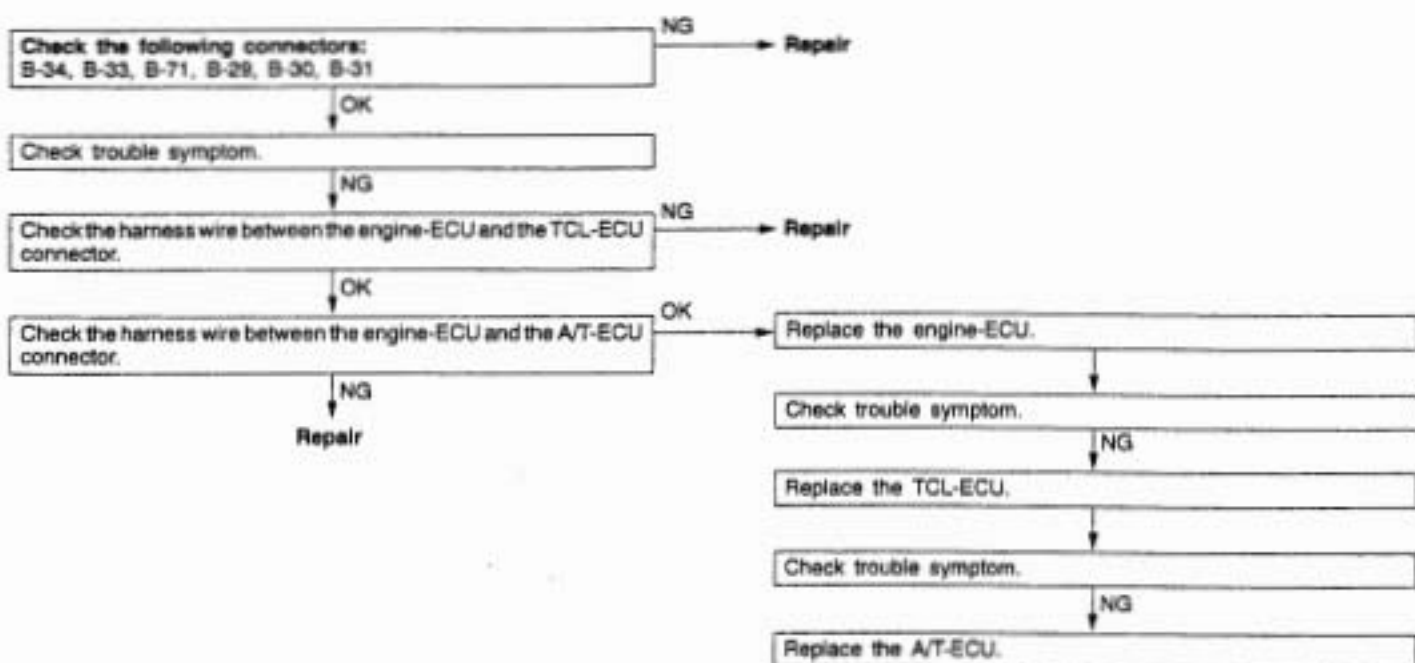 NG
Check the following connectors:
B-34, B-33, B-71, B-29, B-30, B-31
Repair
OK
Check trouble symptom.
NG
NG
Check the harness wire between the engine-ECU and the TCL-ECU
connector.
Repair
OK
OK
Check the harness wire between the engine-ECU and the A/T-ECU
connector.
Replace the engine-ECU.
NG
Repair
Check trouble symptom.
NG
Replace the TCL-ECU.
Check trouble symptom.
NG
Replace the A/T-ECU.